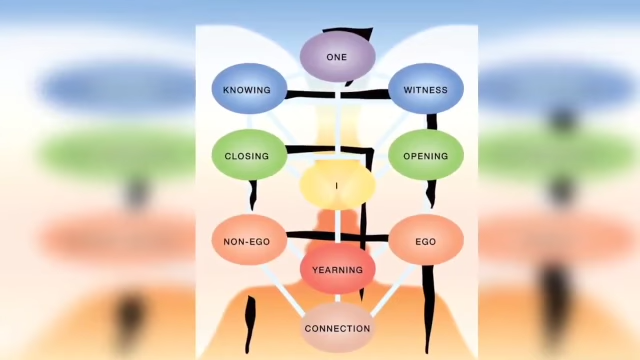 ONE
KNOWING
WITNESS
CLOSING
OPENING
I
NON-EGO
EGO
YEARNING
CONNECTION